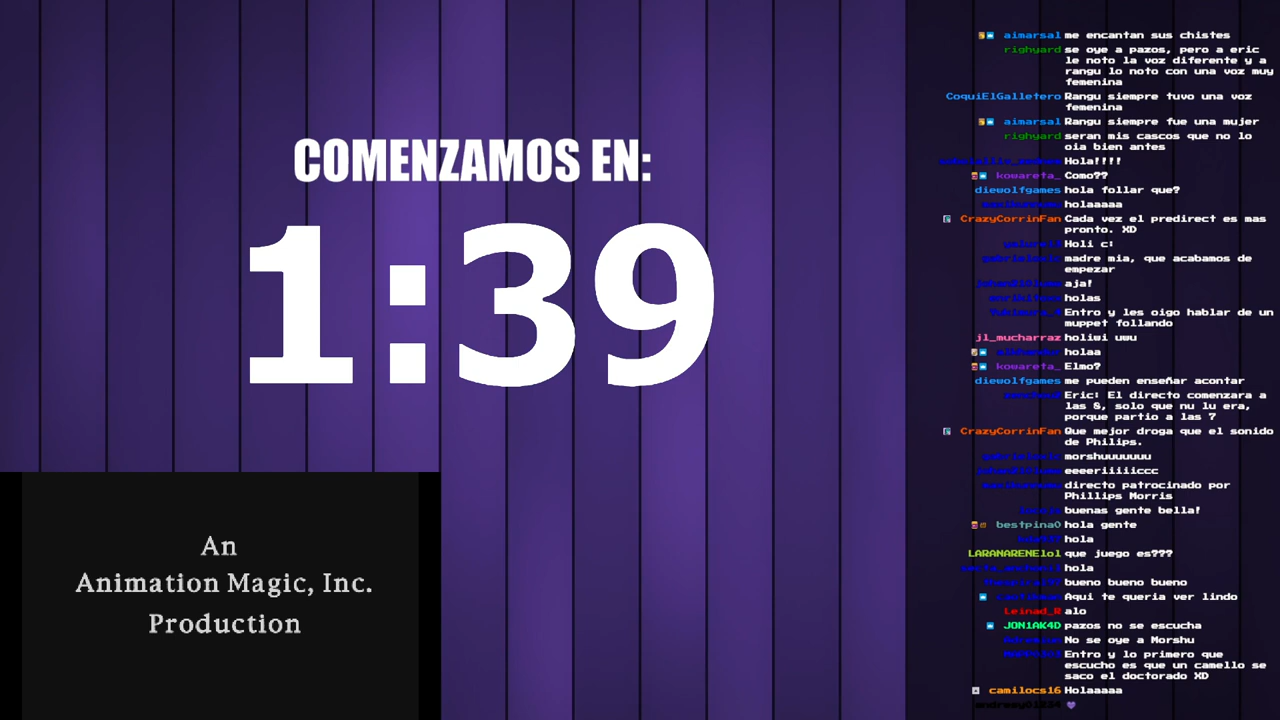 COMENZAMOS EN:
1:39
An
Animation Magic, Inc.
Production
aimarsal me encantan sus chistes
righyard se oye a pazos, pero a eric
le noto la voz diferente y a
rangu lo noto con una voz muy
femenina
CoquiElGalletero Rangu siempre tuvo una voz
femenina
aimarsal Rangu siempre fue una mujer
righyard seran mis cascos que no lo
oia bien antes
Hola!!!!
kowareta_ Como??
diewolfgames hola follar que?
holaaaaa
CrazyCorrinFan Cada vez el predirect es mas
pronto. XD
Holi c:
madre mia, que acabamos de
empezar
aja!
holas
Entro y les oigo hablar de un
muppet follando
jl_mucharraz holiwi uwu
holaa
kowareta_ Elmo?
diewolfgames me pueden enseñar acontar
Eric: El directo comenzara a
las 8, solo que nu lu era,
porque partio a las 7
CrazyCorrinFan Que mejor droga que el sonido
de Philips.
morshuuuuuuu
eeeeriiiiiccc
directo patrocinado por
Phillips Morris
buenas gente bella!
bestpina0 hola gente
hola
LARANARENElol que juego es???
hola
bueno bueno bueno
Aqui te queria ver lindo
Leinad_R alo
JON1AK4D pazos no se escucha
No se oye a Morshu
Entro y lo primero que
escucho es que un camello se
saco el doctorado XD
camilocs16 Holaaaaa